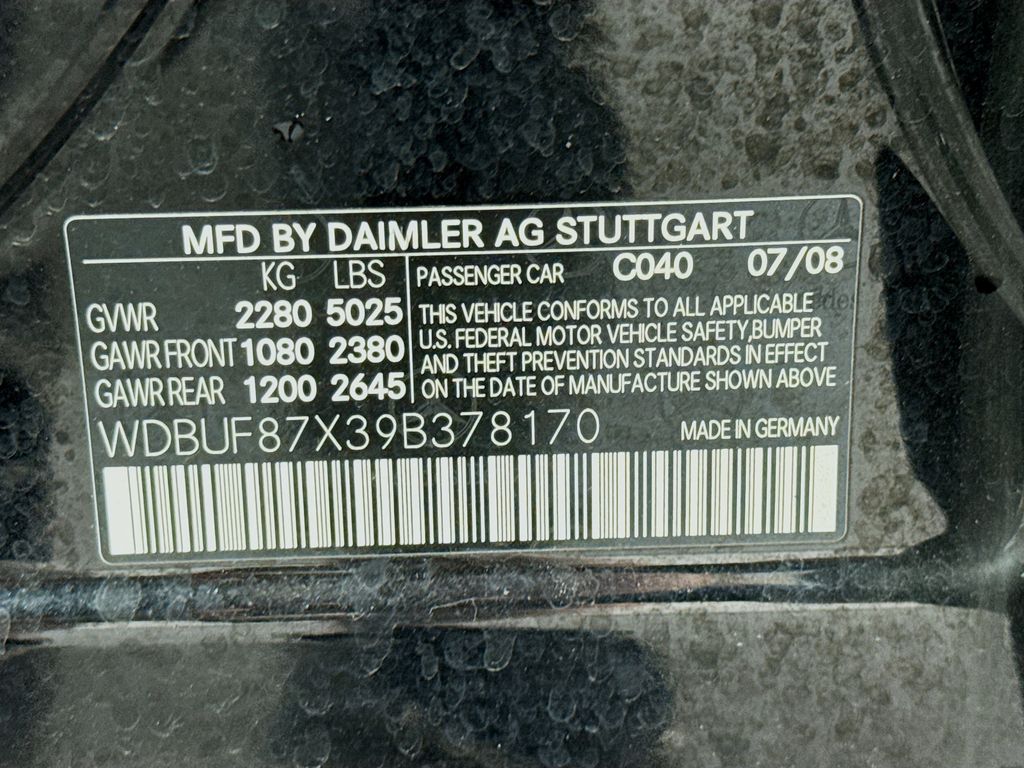 MFD BY DAIMLER AG STUTTGART
KG LBS
GVWR 2280 5025
GAWR FRONT 1080 2380
GAWR REAR 1200 2645
PASSENGER CAR C040 07/08
THIS VEHICLE CONFORMS TO ALL APPLICABLE
U.S. FEDERAL MOTOR VEHICLE SAFETY,BUMPER
AND THEFT PREVENTION STANDARDS IN EFFECT
ON THE DATE OF MANUFACTURE SHOWN ABOVE
WDBUF87X39B378170
MADE IN GERMANY